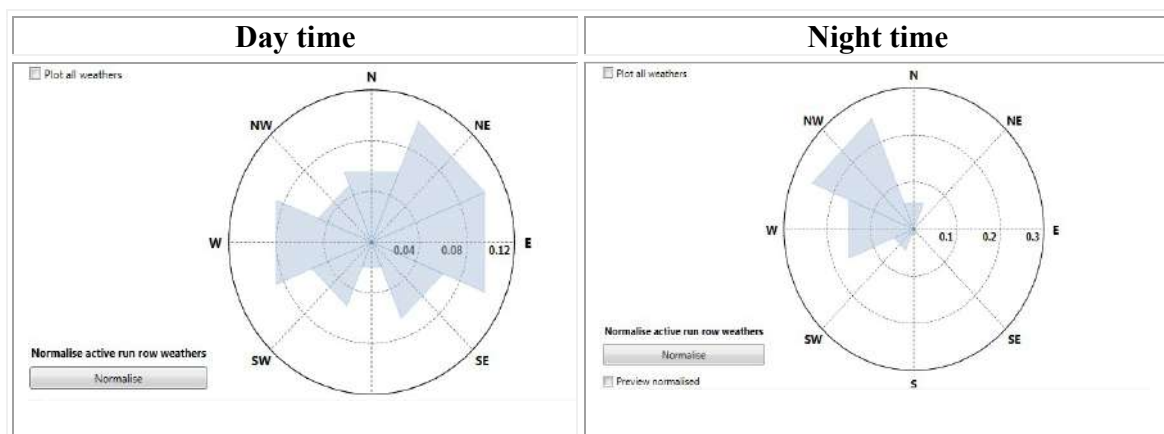 Day time
Night time
Plot all weathers
N
NE
E
SE
SW
W
NW
0.04
0.08
0.12
Normalise active run row weathers
Normalise
Plot all weathers
N
NE
E
SE
S
SW
W
NW
0.1
0.2
0.3
Normalise active run row weathers
Normalise
Preview normalised